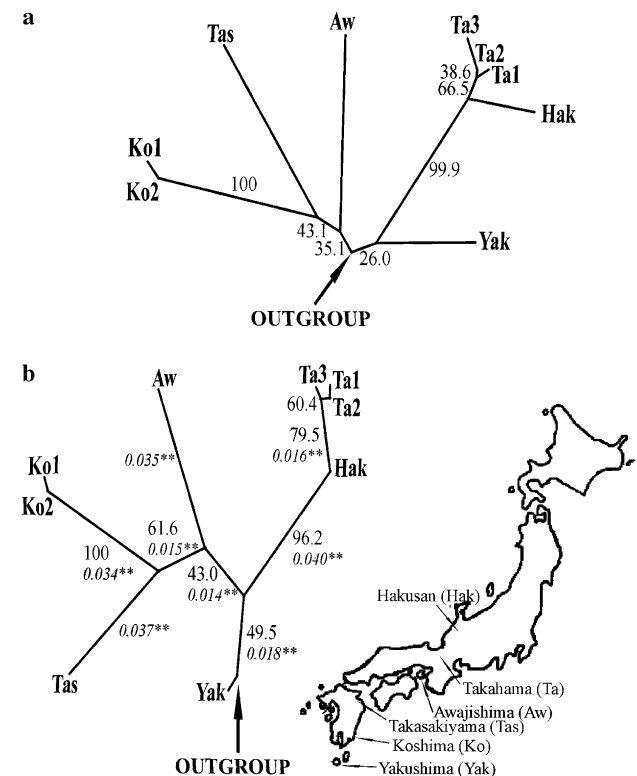 a
Tas
Aw
Ta3
Ta2
38.6
Ta1
66.5
Hak
Ko1
Ko2
100
99.9
43.1
35.1
26.0
Yak
OUTGROUP
b
Aw
Ta3
Ta1
60.4
Ta2
79.5
0.016**
0.035**
Hak
Ko1
Ko2
61.6
0.015**
96.2
0.040**
100
0.034**
43.0
0.014**
0.037**
49.5
0.018**
Tas
Yak
OUTGROUP
Hakusan (Hak)
Takahama (Ta)
Awajishima (Aw)
Takasakiyama (Tas)
Koshima (Ko)
Yakushima (Yak)